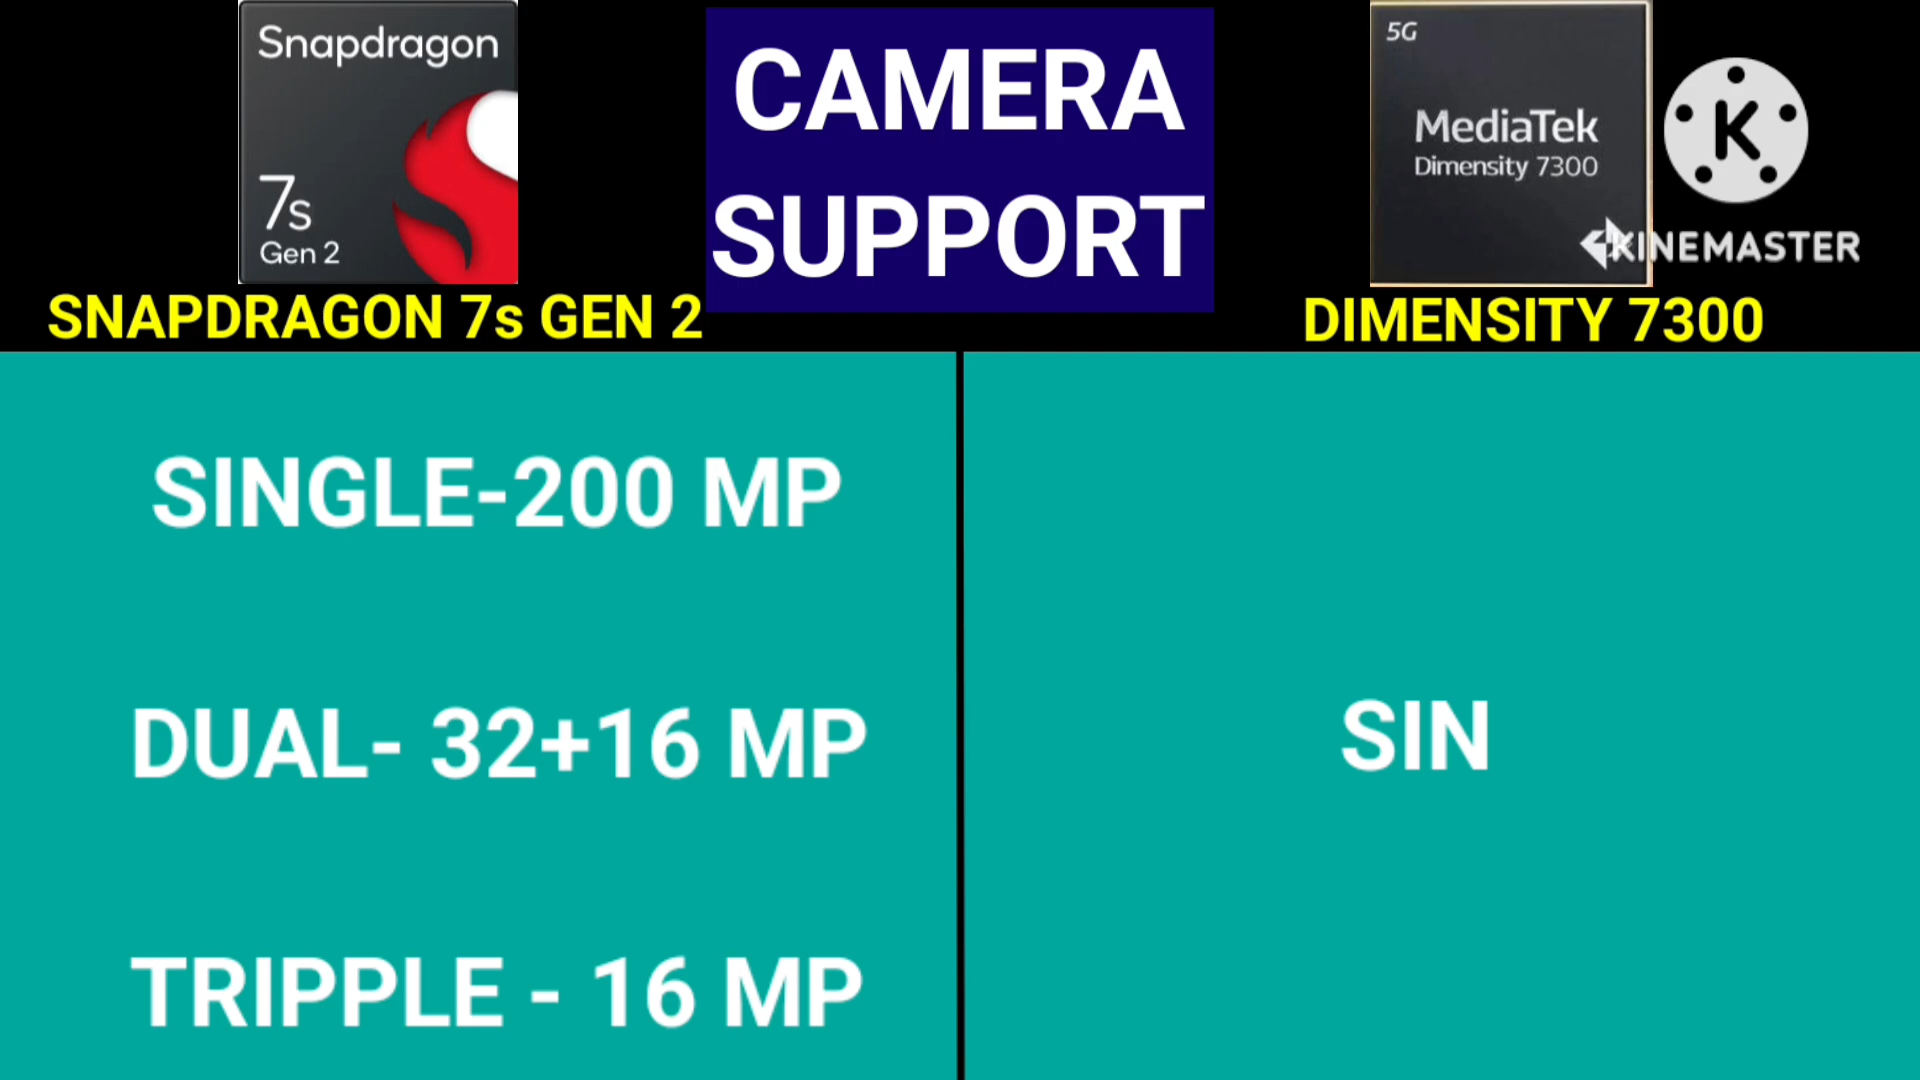 Snapdragon
7s
Gen 2
SNAPDRAGON 7s GEN 2
CAMERA
SUPPORT
5G
MediaTek
Dimensity 7300
K
KINEMASTER
DIMENSITY 7300
SINGLE-200 MP
DUAL- 32+16 MP
TRIPPLE - 16 MP
SIN